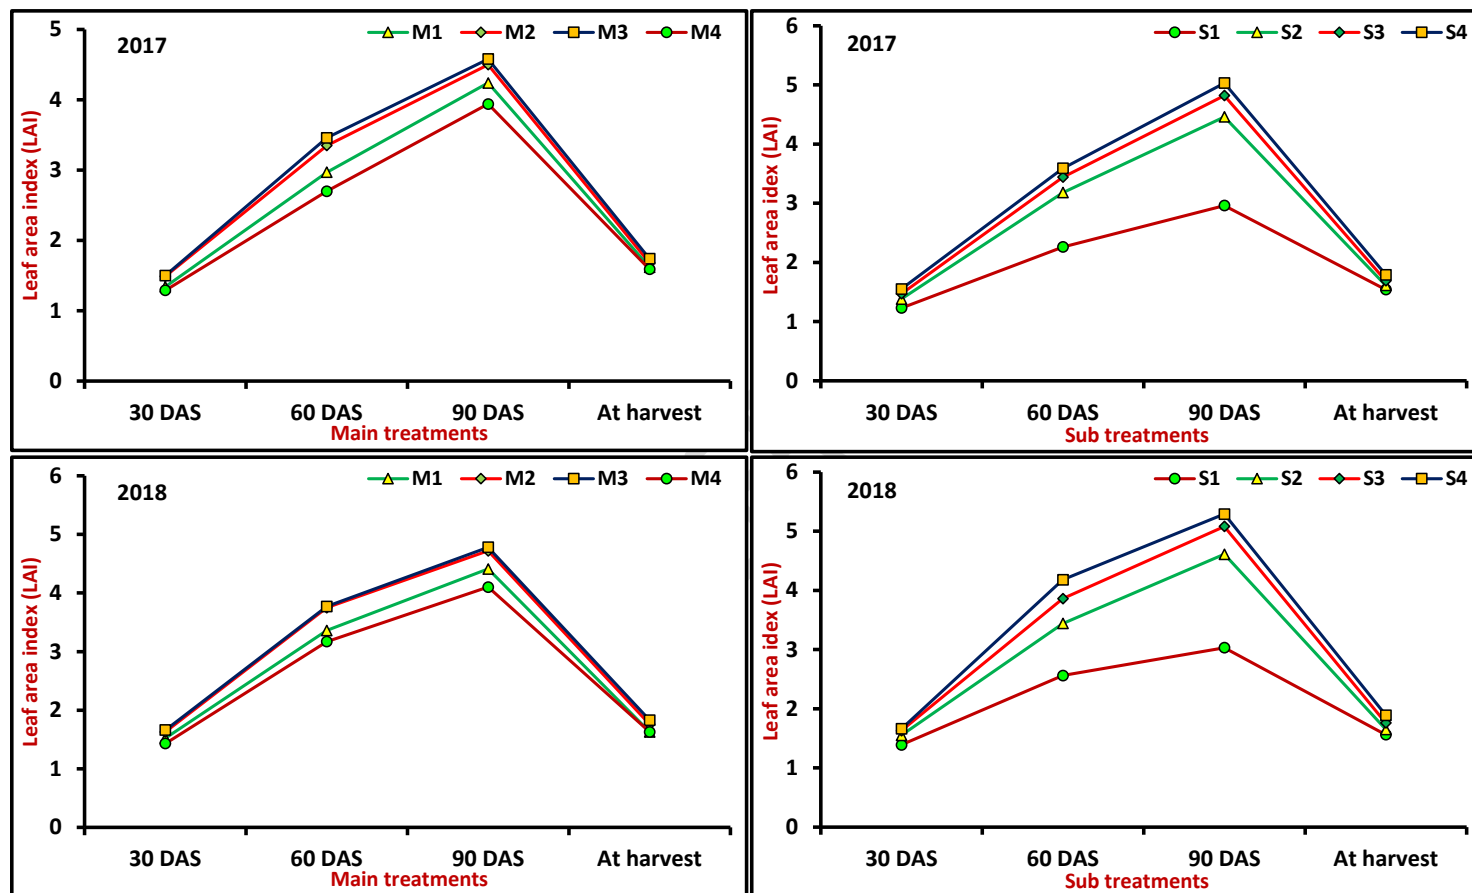 2017
M1 M2 M3 M4
Leaf area index (LAI)
5
4
3
2
1
0
30 DAS 60 DAS 90 DAS At harvest
Main treatments
2017
S1 S2 S3 S4
Leaf area idex (LAI)
6
5
4
3
2
1
0
30 DAS 60 DAS 90 DAS At harvest
Sub treatments
2018
M1 M2 M3 M4
Leaf area index (LAI)
6
5
4
3
2
1
0
30 DAS 60 DAS 90 DAS At harvest
Main treatments
2018
S1 S2 S3 S4
Leaf area idex (LAI)
6
5
4
3
2
1
0
30 DAS 60 DAS 90 DAS At harvest
Sub treatments